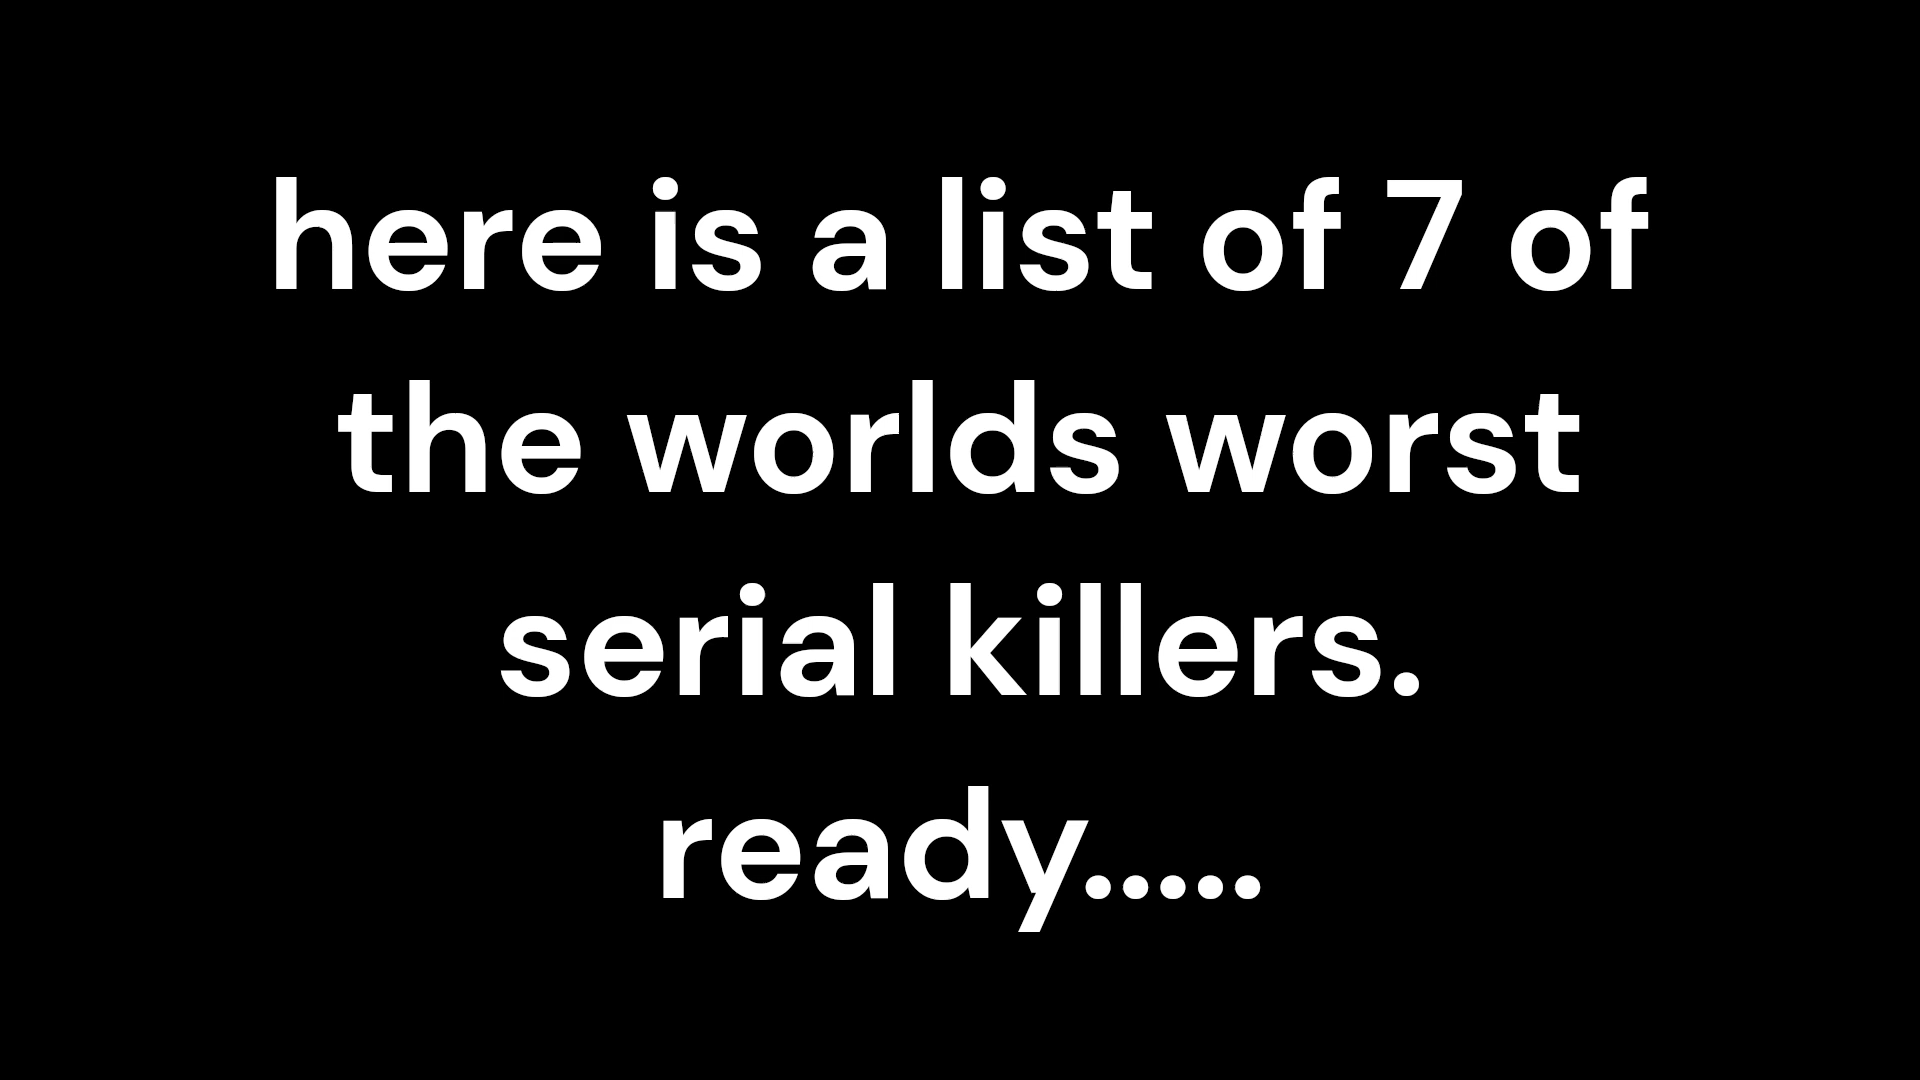 here is a list of 7 of
the worlds worst
serial killers.
ready.....